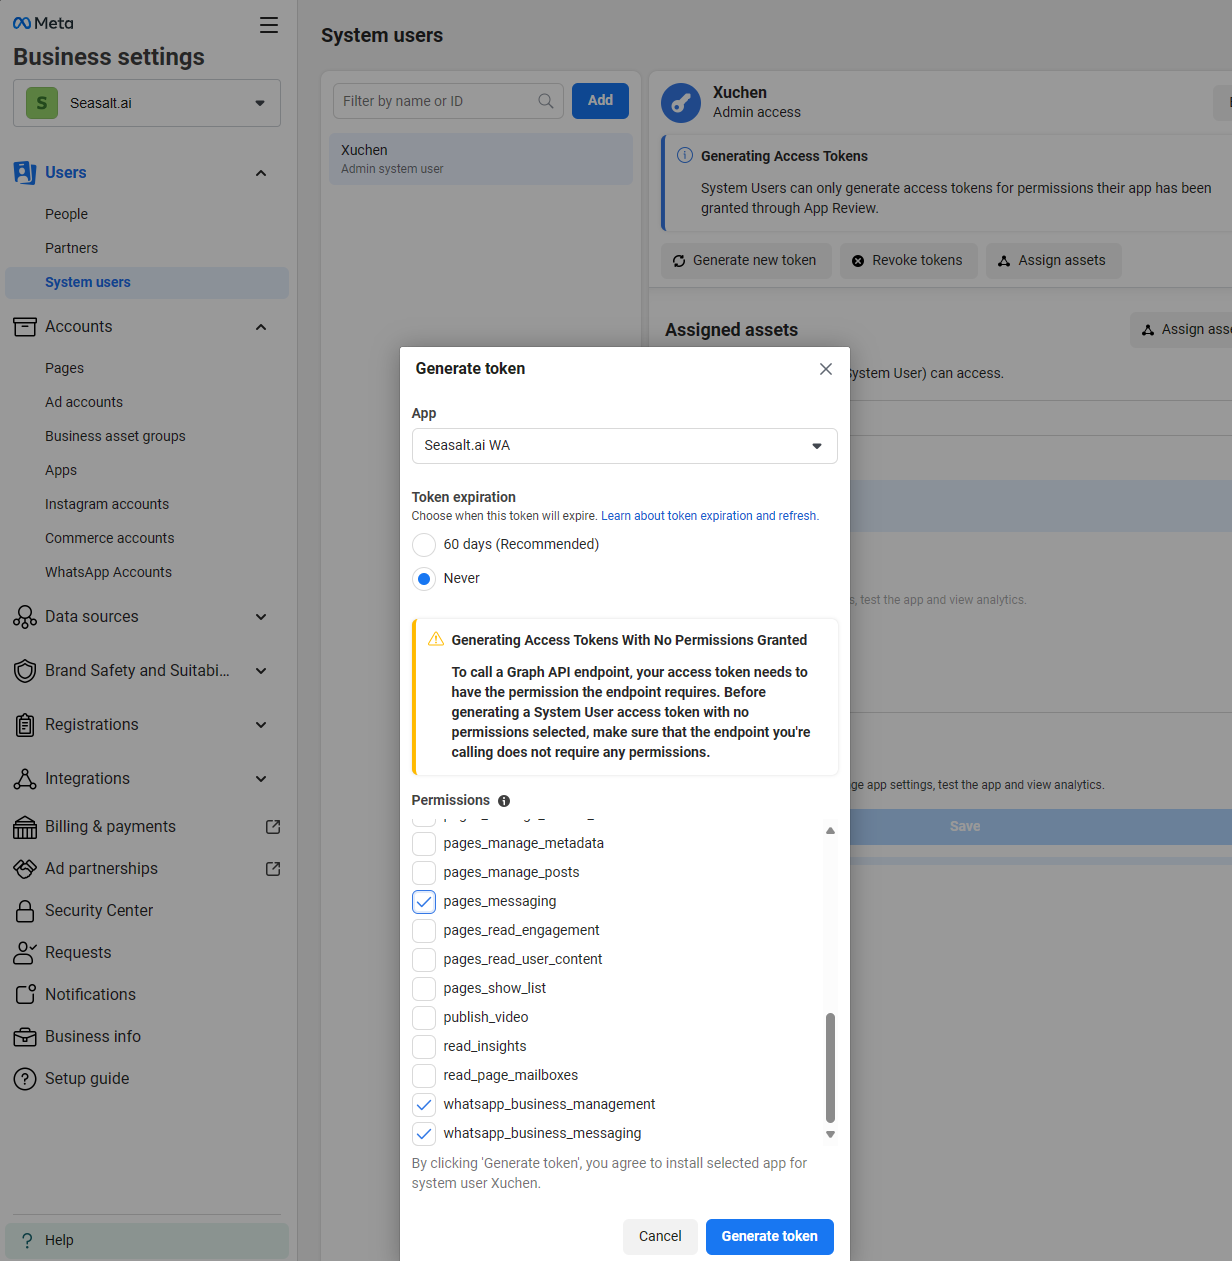 Meta
Business settings
S
Seasalt.ai
Users
People
Partners
System users
Accounts
Pages
Ad accounts
Business asset groups
Apps
Instagram accounts
Commerce accounts
WhatsApp Accounts
Data sources
Brand Safety and Suitabi...
Registrations
Integrations
Billing & payments
Ad partnerships
Security Center
Requests
Notifications
Business info
Setup guide
? Help
System users
Filter by name or ID
Add
Xuchen
Admin system user
Xuchen
Admin access
Generating Access Tokens
System Users can only generate access tokens for permissions their app has been
granted through App Review.
Generate new token
Revoke tokens
Assign assets
Assigned assets
Assign asse
System User) can access.
s, test the app and view analytics.
ge app settings, test the app and view analytics.
Save
Generate token
App
Seasalt.ai WA
Token expiration
Choose when this token will expire. Learn about token expiration and refresh.
60 days (Recommended)
Never
Generating Access Tokens With No Permissions Granted
To call a Graph API endpoint, your access token needs to
have the permission the endpoint requires. Before
generating a System User access token with no
permissions selected, make sure that the endpoint you're
calling does not require any permissions.
Permissions
pages_manage_metadata
pages_manage_posts
pages_messaging
pages_read_engagement
pages_read_user_content
pages_show_list
publish_video
read_insights
read_page_mailboxes
whatsapp_business_management
whatsapp_business_messaging
By clicking 'Generate token', you agree to install selected app for
system user Xuchen.
Cancel
Generate token